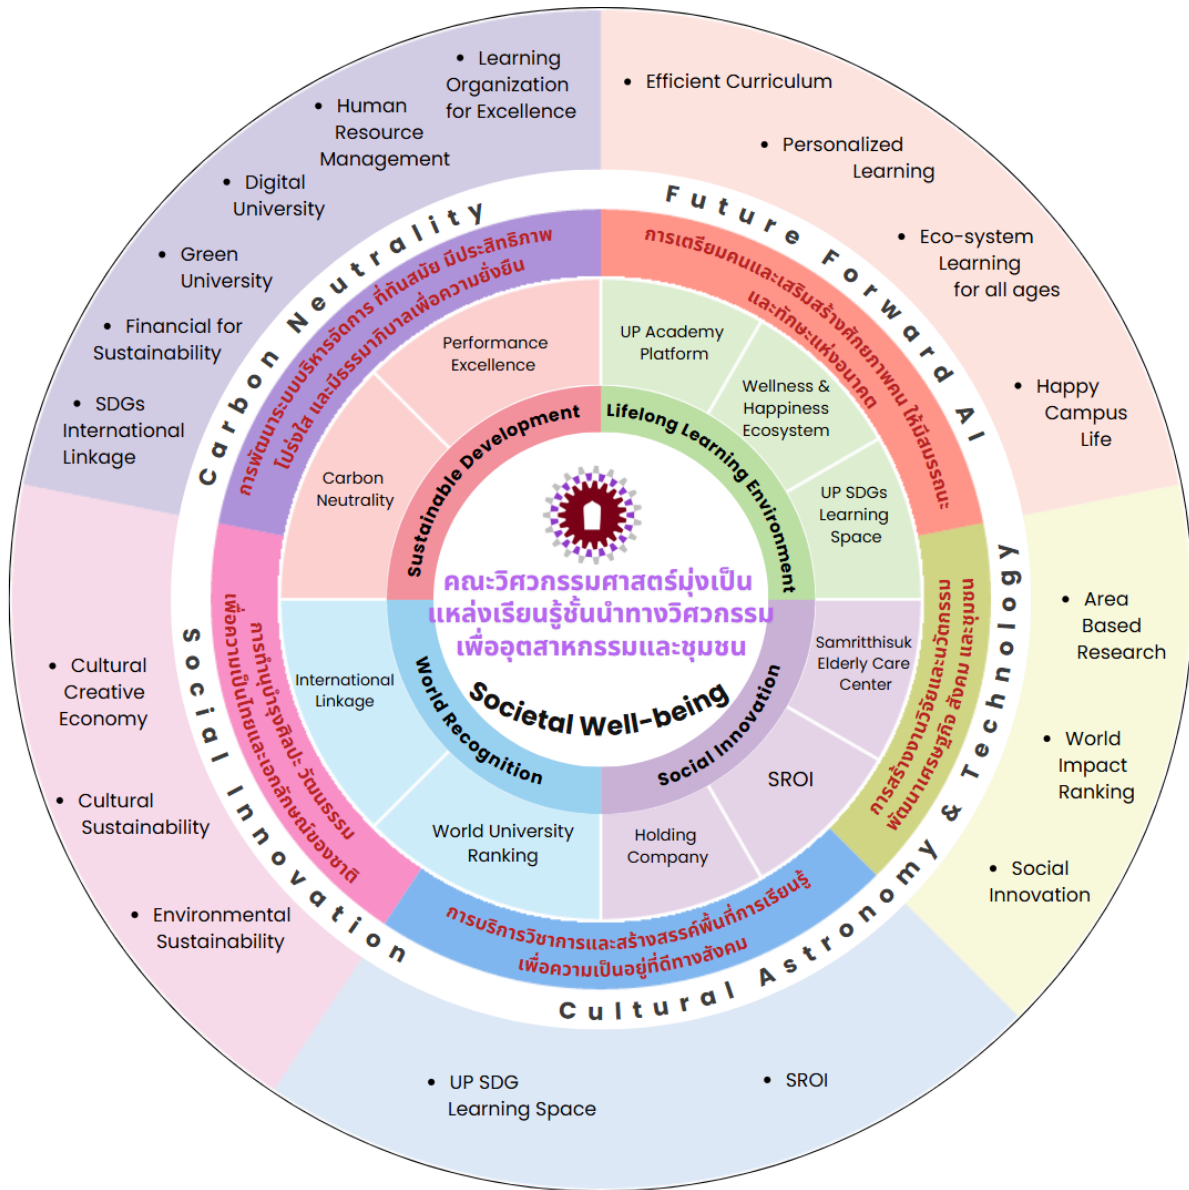 • Learning
Organization
for Excellence
• Human
Resource
Management
• Digital
University
• Green
University
• Financial for
Sustainability
• SDGs
International
Linkage
• Efficient Curriculum
• Personalized
Learning
• Eco-system
Learning
for all ages
• Happy
Campus
Life
• Area
Based
Research
• World
Impact
Ranking
• Social
Innovation
• UP SDG
Learning Space
• SROI
• Cultural
Creative
Economy
• Cultural
Sustainability
• Environmental
Sustainability
Carbon Neutrality
Future Forward AI
Cultural Astronomy & Technology
Social Innovation
การพัฒนาระบบบริหารจัดการ ที่ทันสมัย มีประสิทธิภาพ
โปร่งใส และมีธรรมาภิบาลเพื่อความยั่งยืน
การเตรียมคนและเสริมสร้างศักยภาพคน ให้มีสมรรถนะ
และทักษะแห่งอนาคต
การสร้างงานวิจัยและนวัตกรรม
พัฒนาเศรษฐกิจ สังคม และชุมชน
การบริการวิชาการและสร้างสรรค์พื้นที่การเรียนรู้
เพื่อความเป็นอยู่ที่ดีทางสังคม
การทำนุบำรุงศิลปะ วัฒนธรรม
เพื่อความเป็นไทยและเอกลักษณ์ของชาติ
Performance
Excellence
Carbon
Neutrality
UP Academy
Platform
Wellness &
Happiness
Ecosystem
UP SDGs
Learning
Space
Samritthisuk
Elderly Care
Center
SROI
Holding
Company
World University
Ranking
International
Linkage
Sustainable Development
Lifelong Learning Environment
Social Innovation
World Recognition
คณะวิศวกรรมศาสตร์มุ่งเป็น
แหล่งเรียนรู้ชั้นนำทางวิศวกรรม
เพื่ออุตสาหกรรมและชุมชน
Societal Well-being